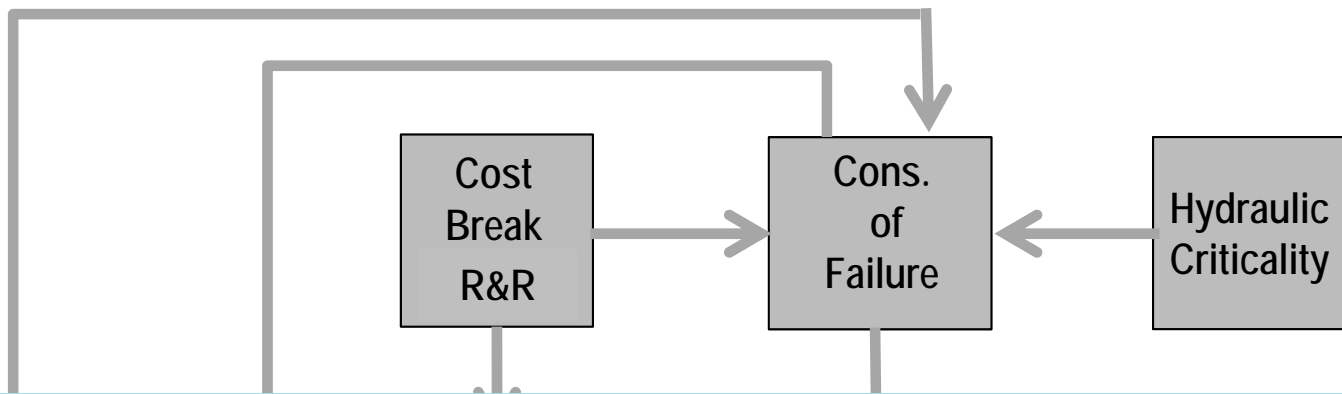 Cost
Break
R&R
Cons.
of
Failure
Hydraulic
Criticality